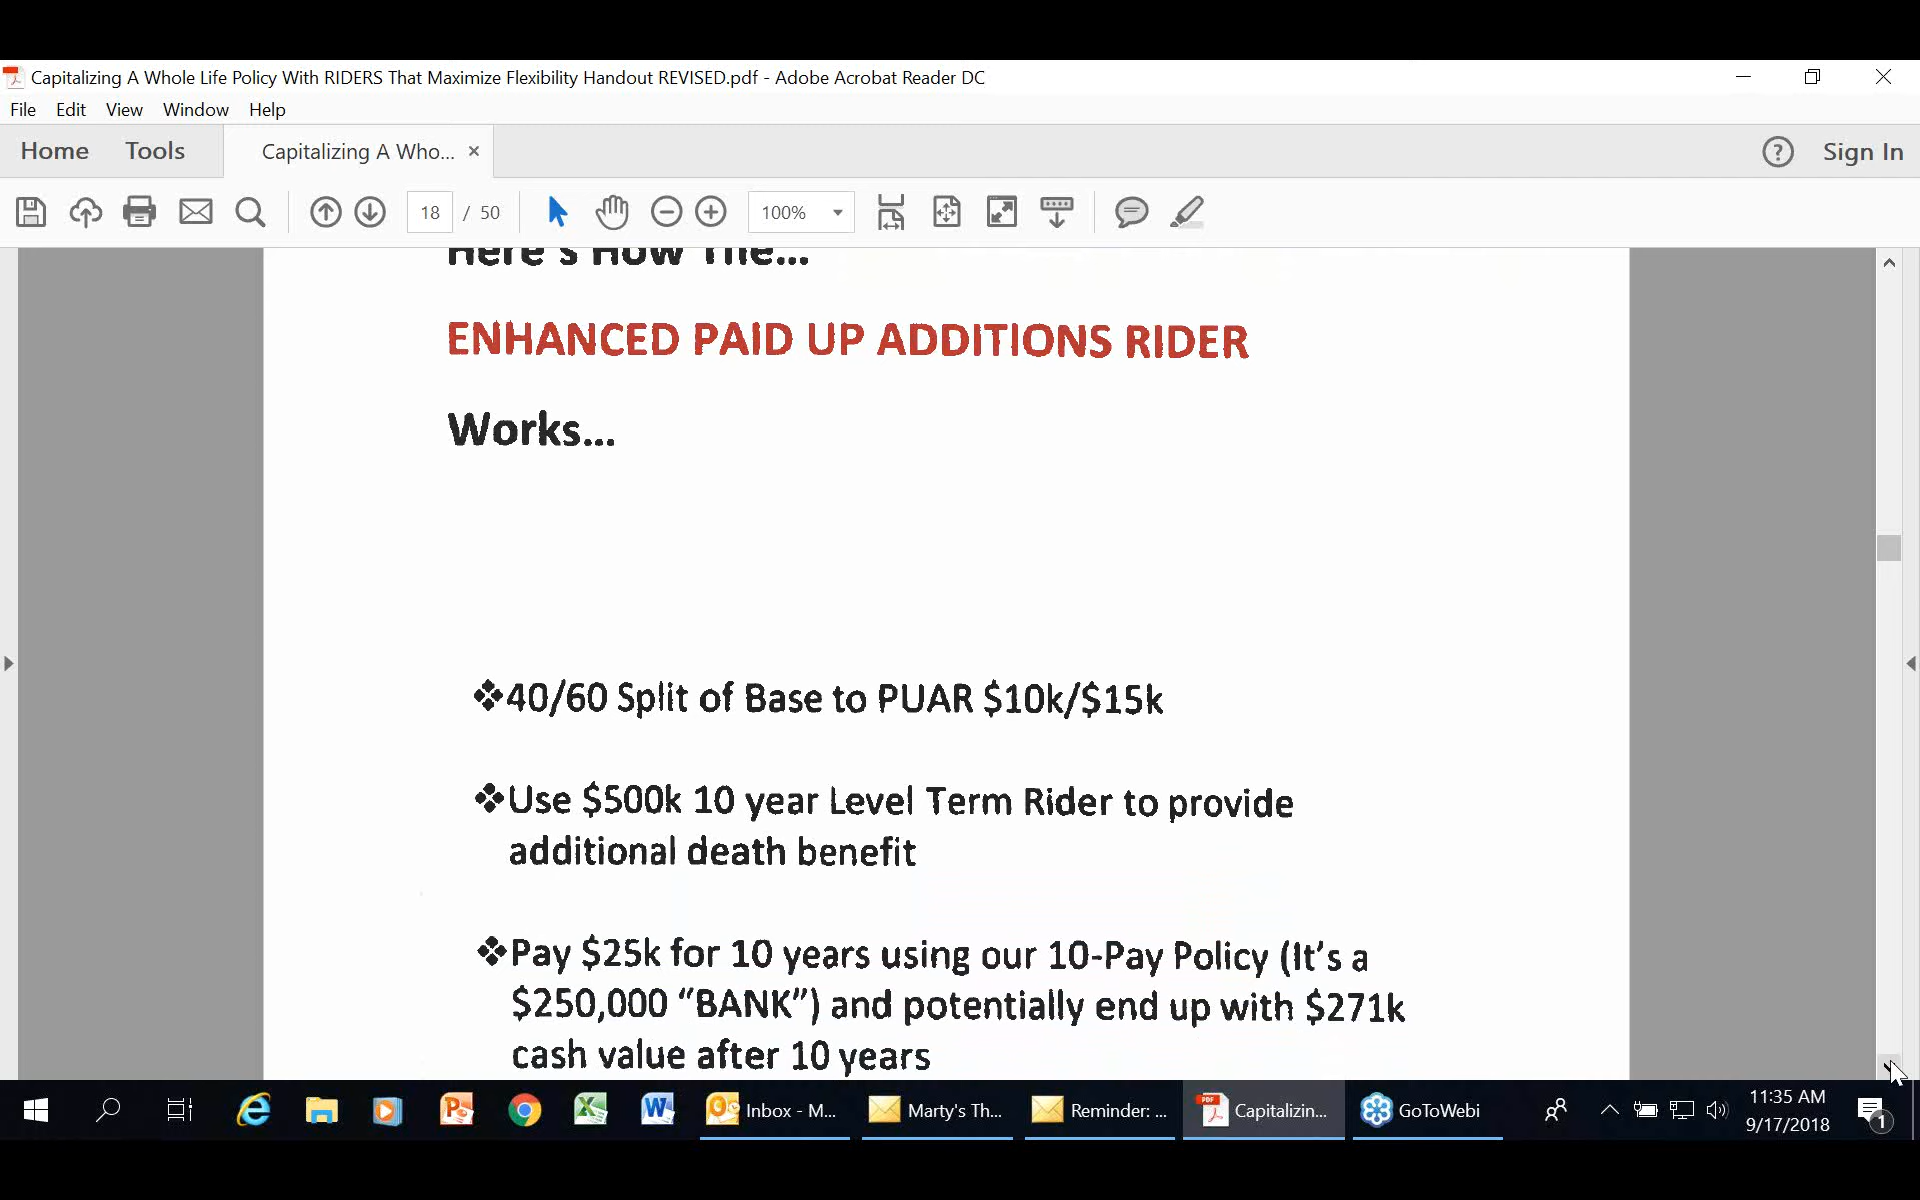 Capitalizing A Whole Life Policy With RIDERS That Maximize Flexibility Handout REVISED.pdf - Adobe Acrobat Reader DC
File Edit View Window Help
Home Tools Capitalizing A Who... × ? Sign In
18 / 50 100%
Here's How The...
ENHANCED PAID UP ADDITIONS RIDER
Works...
❖40/60 Split of Base to PUAR $10k/$15k
❖Use $500k 10 year Level Term Rider to provide
additional death benefit
❖Pay $25k for 10 years using our 10-Pay Policy (It's a
$250,000 “BANK”) and potentially end up with $271k
cash value after 10 years
Inbox - M... Marty's Th... Reminder: ... Capitalizin... GoToWebi
11:35 AM
9/17/2018
1